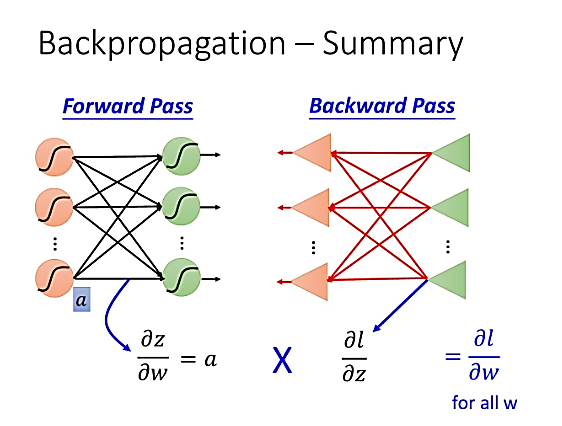 Backpropagation – Summary
Forward Pass
Backward Pass
⋮ ⋮ ⋮ ⋮
a
∂z/∂w = a X ∂l/∂z = ∂l/∂w
for all w